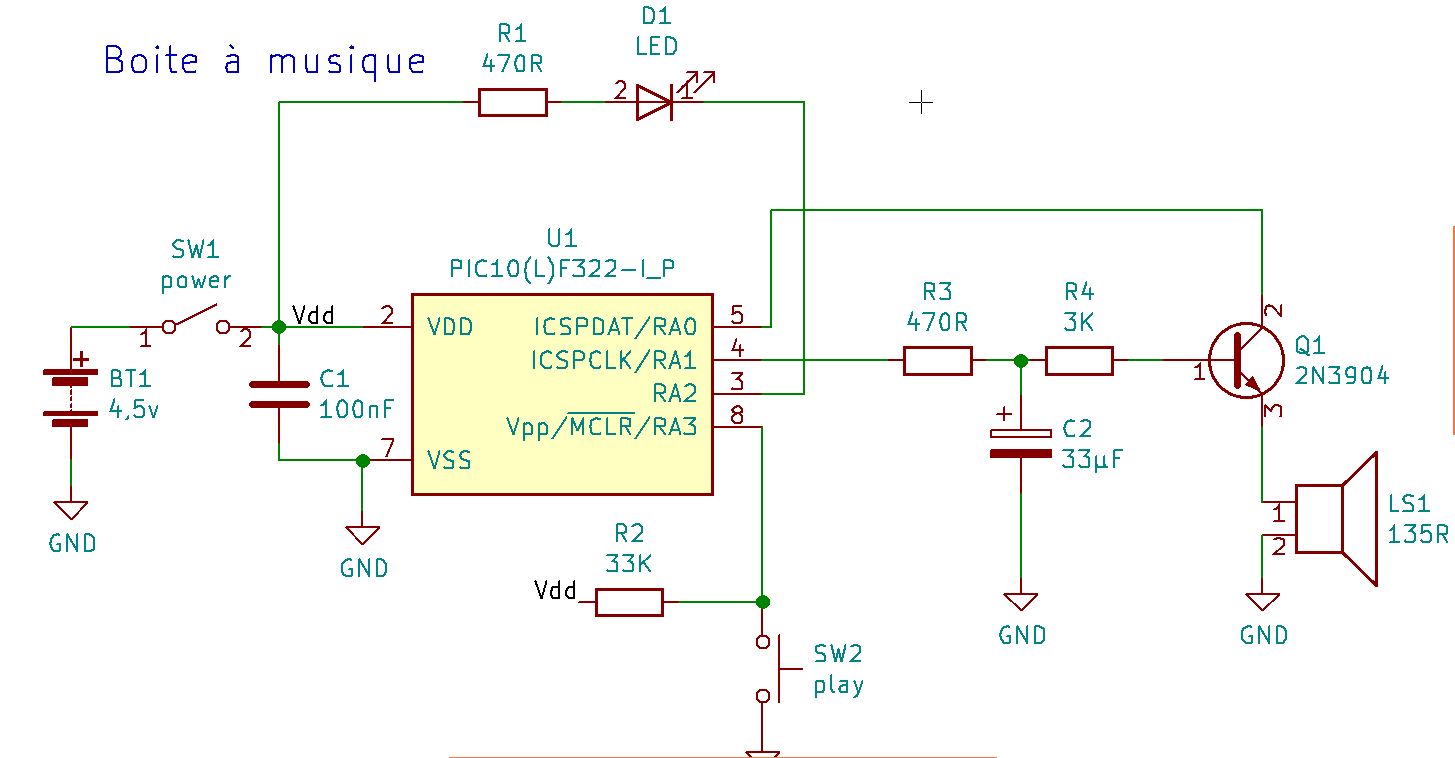 Boite à musique
R1
470R
D1
LED
2
1
SW1
power
1
2
Vdd
BT1
4,5v
GND
C1
100nF
U1
PIC10(L)F322-I_P
2
VDD
7
VSS
ICSPDAT/RA0
5
ICSPCLK/RA1
4
RA2
3
Vpp/MCLR/RA3
8
GND
R2
33K
Vdd
SW2
play
R3
470R
R4
3K
+
C2
33µF
GND
2
1
3
Q1
2N3904
1
2
LS1
135R
GND